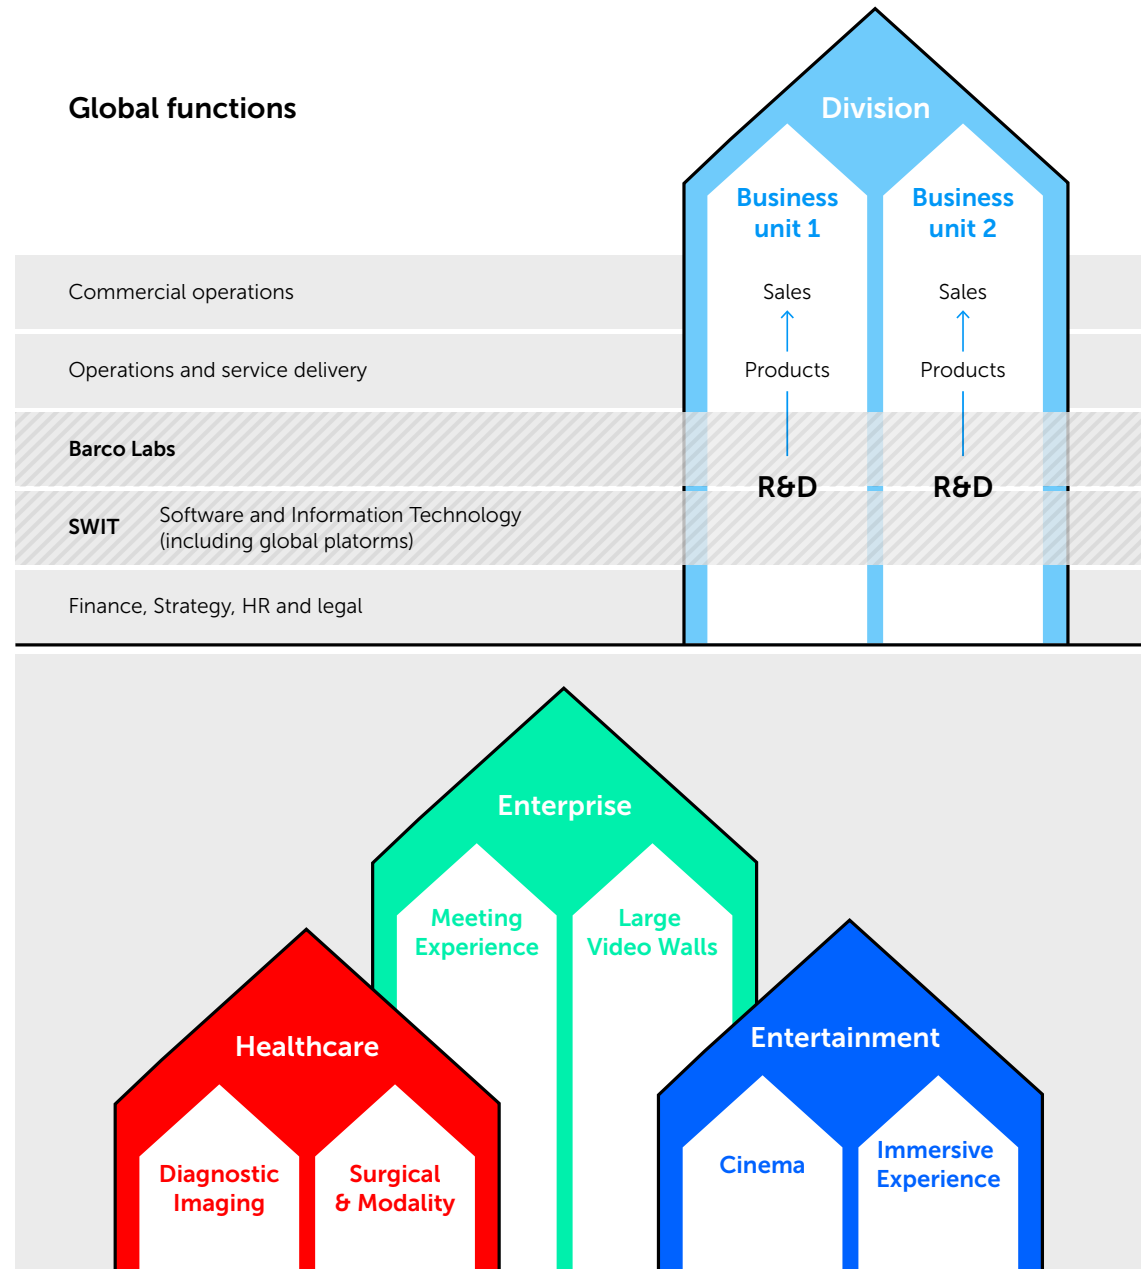 Global functions
Division
Business
unit 1
Business
unit 2
Commercial operations
Sales
Sales
Operations and service delivery
Products
Products
Barco Labs
R&D
R&D
SWIT
Software and Information Technology
(including global platorms)
Finance, Strategy, HR and legal
Enterprise
Meeting
Experience
Large
Video Walls
Healthcare
Diagnostic
Imaging
Surgical
& Modality
Entertainment
Cinema
Immersive
Experience